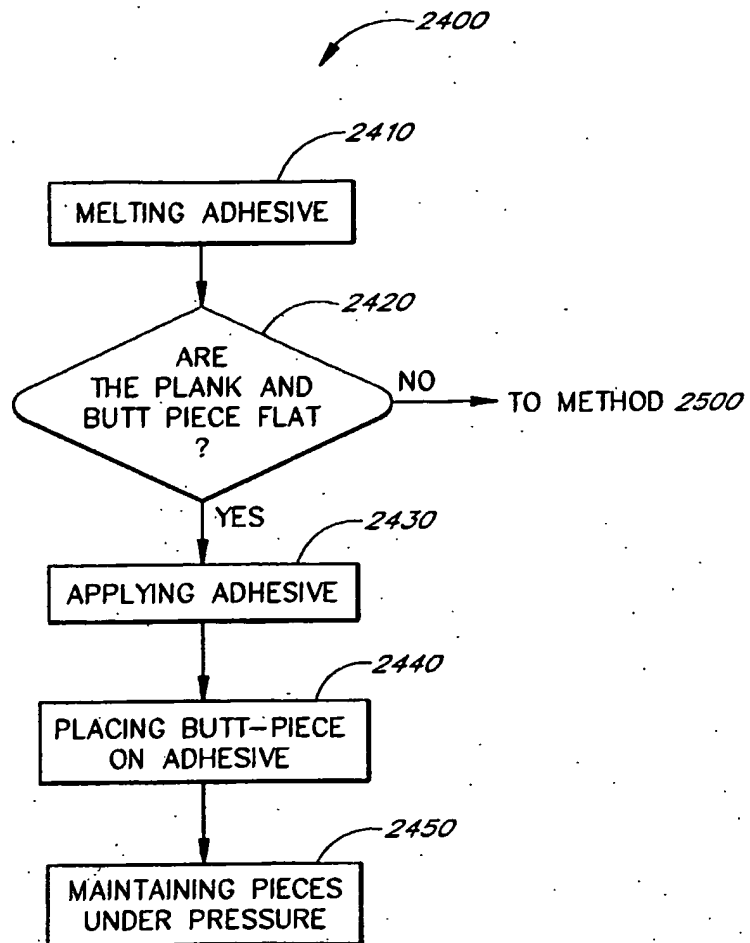 2400
2410
MELTING ADHESIVE
2420
ARE
THE PLANK AND
BUTT PIECE FLAT
?
NO
TO METHOD 2500
YES
2430
APPLYING ADHESIVE
2440
PLACING BUTT-PIECE
ON ADHESIVE
2450
MAINTAINING PIECES
UNDER PRESSURE